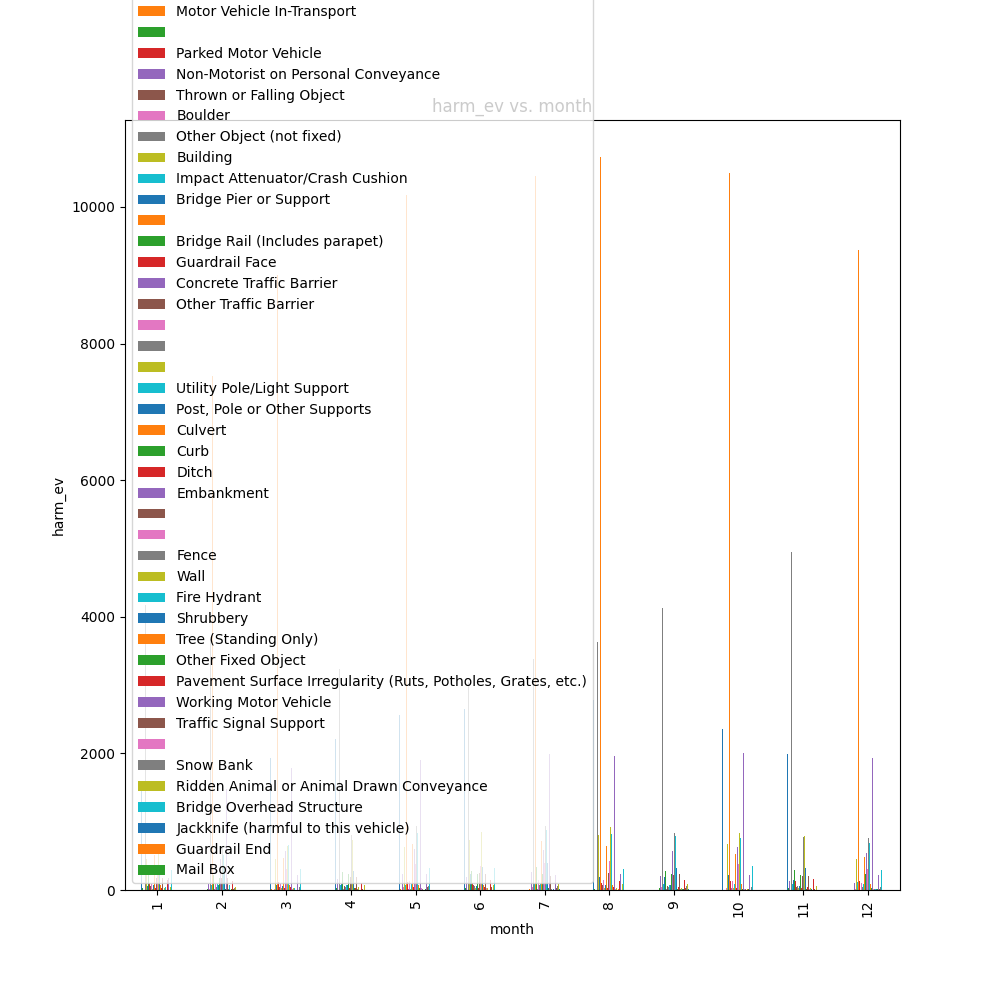 Motor Vehicle In-Transport
Parked Motor Vehicle
Non-Motorist on Personal Conveyance
Thrown or Falling Object
Boulder
Other Object (not fixed)
Building
Impact Attenuator/Crash Cushion
Bridge Pier or Support
Bridge Rail (Includes parapet)
Guardrail Face
Concrete Traffic Barrier
Other Traffic Barrier
Utility Pole/Light Support
Post, Pole or Other Supports
Culvert
Curb
Ditch
Embankment
Fence
Wall
Fire Hydrant
Shrubbery
Tree (Standing Only)
Other Fixed Object
Pavement Surface Irregularity (Ruts, Potholes, Grates, etc.)
Working Motor Vehicle
Traffic Signal Support
Snow Bank
Ridden Animal or Animal Drawn Conveyance
Bridge Overhead Structure
Jackknife (harmful to this vehicle)
Guardrail End
Mail Box
harm_ev vs. month
10000
8000
6000
4000
2000
0
harm_ev
1 2 3 4 5 6 7 8 9 10 11 12
month